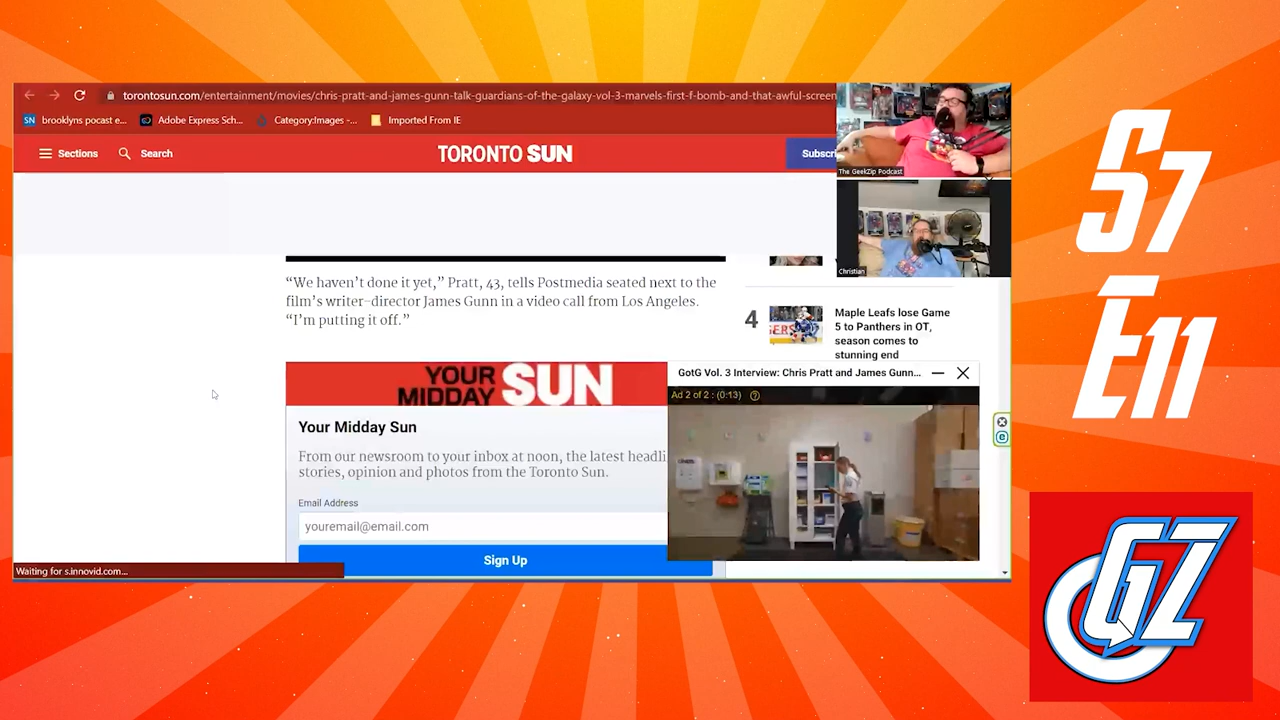 torontosun.com/entertainment/movies/chris-pratt-and-james-gunn-talk-guardians-of-the-galaxy-vol-3-marvels-first-f-bomb-and-that-awful-screen
SN brooklyns pocast e...
Adobe Express Sch...
Category:Images -...
Imported From IE
Sections
Search
TORONTO SUN
Subscri
The GeekZip Podcast
Christian
S7
E11
“We haven’t done it yet,” Pratt, 43, tells Postmedia seated next to the
film’s writer-director James Gunn in a video call from Los Angeles.
“I’m putting it off.”
4
Maple Leafs lose Game
5 to Panthers in OT,
season comes to
stunning end
YOUR
MIDDAY
SUN
GotG Vol. 3 Interview: Chris Pratt and James Gunn...
Ad 2 of 2 : (0:13)
Your Midday Sun
From our newsroom to your inbox at noon, the latest headli
stories, opinion and photos from the Toronto Sun.
Email Address
youremail@email.com
Sign Up
Waiting for s.innovid.com...
GZ